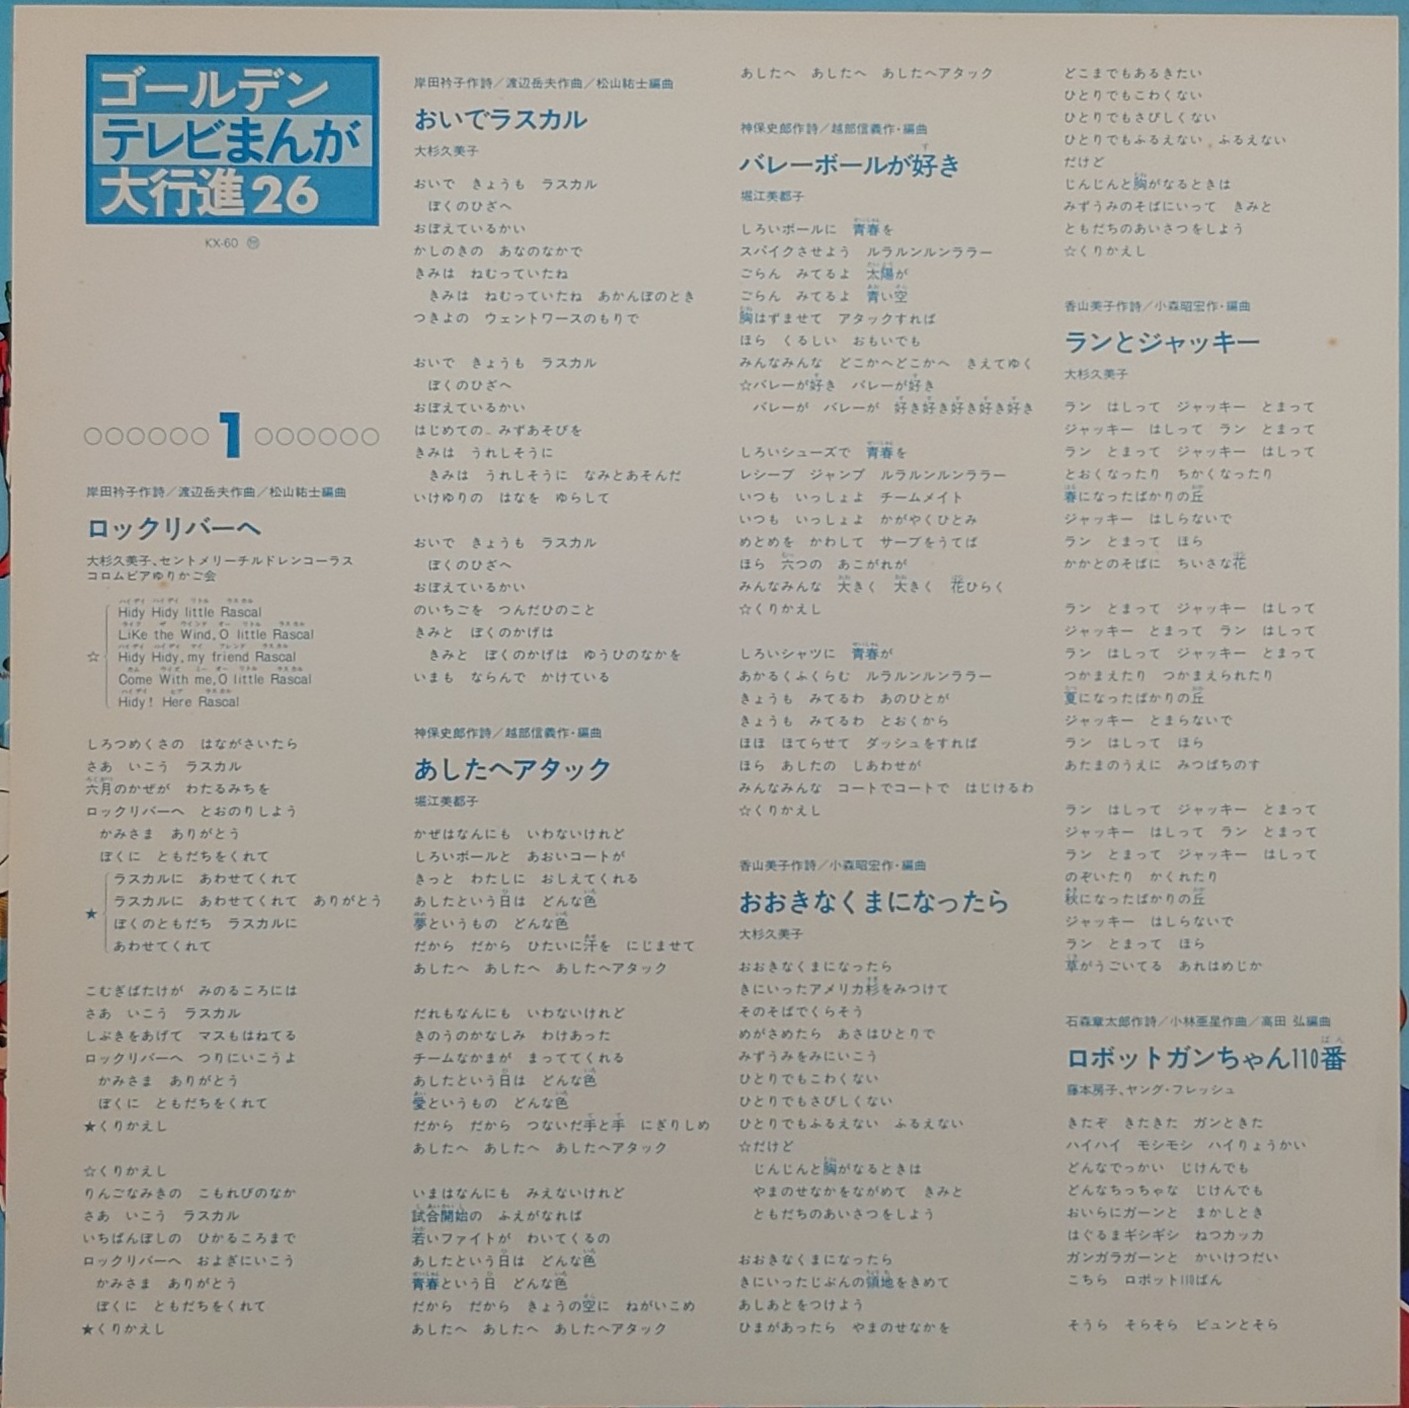 ゴールデン
テレビまんが
大行進26
KX-60
1
岸田衿子作詩／渡辺岳夫作曲／松山祐士編曲
ロックリバーへ
大杉久美子、セントメリーチルドレンコーラス
コロムビアゆりかご会
Hidy Hidy little Rascal
LiKe the Wind, O little Rascal
☆ Hidy Hidy, my friend Rascal
Come With me, O little Rascal
Hidy! Here Rascal
しろつめくさの　はながさいたら
さあ　いこう　ラスカル
六月のかぜが　わたるみちを
ロックリバーへ　とおのりしよう
かみさま　ありがとう
ぼくに　ともだちをくれて
ラスカルに　あわせてくれて
ラスカルに　あわせてくれて　ありがとう
★ ぼくのともだち　ラスカルに
あわせてくれて
こむぎばたけが　みのるころには
さあ　いこう　ラスカル
しぶきをあげて　マスもはねてる
ロックリバーへ　つりにいこうよ
かみさま　ありがとう
ぼくに　ともだちをくれて
★くりかえし
☆くりかえし
りんごなみきの　こもれびのなか
さあ　いこう　ラスカル
いちばんぼしの　ひかるころまで
ロックリバーへ　およぎにいこう
かみさま　ありがとう
ぼくに　ともだちをくれて
★くりかえし
岸田衿子作詩／渡辺岳夫作曲／松山祐士編曲
おいでラスカル
大杉久美子
おいで　きょうも　ラスカル
ぼくのひざへ
おぼえているかい
かしのきの　あなのなかで
きみは　ねむっていたね
きみは　ねむっていたね　あかんぼのとき
つきよの　ウェントワースのもりで
おいで　きょうも　ラスカル
ぼくのひざへ
おぼえているかい
はじめての　みずあそびを
きみは　うれしそうに
きみは　うれしそうに　なみとあそんだ
いけゆりの　はなを　ゆらして
おいで　きょうも　ラスカル
ぼくのひざへ
おぼえているかい
のいちごを　つんだひのこと
きみと　ぼくのかげは
きみと　ぼくのかげは　ゆうひのなかを
いまも　ならんで　かけている
神保史郎作詩／越部信義作・編曲
あしたへアタック
堀江美都子
かぜはなんにも　いわないけれど
しろいボールと　あおいコートが
きっと　わたしに　おしえてくれる
あしたという日は　どんな色
夢というもの　どんな色
だから　だから　ひたいに汗を　にじませて
あしたへ　あしたへ　あしたへアタック
だれもなんにも　いわないけれど
きのうのかなしみ　わけあった
チームなかまが　まっててくれる
あしたという日は　どんな色
愛というもの　どんな色
だから　だから　つないだ手と手　にぎりしめ
あしたへ　あしたへ　あしたへアタック
いまはなんにも　みえないけれど
試合開始の　ふえがなれば
若いファイトが　わいてくるの
あしたという日は　どんな色
青春という日　どんな色
だから　だから　きょうの空に　ねがいこめ
あしたへ　あしたへ　あしたへアタック
あしたへ　あしたへ　あしたへアタック
神保史郎作詩／越部信義作・編曲
バレーボールが好き
堀江美都子
しろいボールに　青春を
スパイクさせよう　ルラルンルンララー
ごらん　みてるよ　太陽が
ごらん　みてるよ　青い空
胸はずませて　アタックすれば
ほら　くるしい　おもいでも
みんなみんな　どこかへどこかへ　きえてゆく
☆バレーが好き　バレーが好き
バレーが　バレーが　好き好き好き好き好き
しろいシューズで　青春を
レシーブ　ジャンプ　ルラルンルンララー
いつも　いっしょよ　チームメイト
いつも　いっしょよ　かがやくひとみ
めとめを　かわして　サーブをうてば
ほら　六つの　あこがれが
みんなみんな　大きく　大きく　花ひらく
☆くりかえし
しろいシャツに　青春が
あかるくふくらむ　ルラルンルンララー
きょうも　みてるわ　あのひとが
きょうも　みてるわ　とおくから
ほほ　ほてらせて　ダッシュをすれば
ほら　あしたの　しあわせが
みんなみんな　コートでコートで　はじけるわ
☆くりかえし
香山美子作詩／小森昭宏作・編曲
おおきなくまになったら
大杉久美子
おおきなくまになったら
きにいったアメリカ杉をみつけて
そのそばでくらそう
めがさめたら　あさはひとりで
みずうみをみにいこう
ひとりでもこわくない
ひとりでもさびしくない
ひとりでもふるえない　ふるえない
☆だけど
じんじんと胸がなるときは
やまのせなかをながめて　きみと
ともだちのあいさつをしよう
おおきなくまになったら
きにいったじぶんの領地をきめて
あしあとをつけよう
ひまがあったら　やまのせなかを
どこまでもあるきたい
ひとりでもこわくない
ひとりでもさびしくない
ひとりでもふるえない　ふるえない
だけど
じんじんと胸がなるときは
みずうみのそばにいって　きみと
ともだちのあいさつをしよう
☆くりかえし
香山美子作詩／小森昭宏作・編曲
ランとジャッキー
大杉久美子
ラン　はしって　ジャッキー　とまって
ジャッキー　はしって　ラン　とまって
ラン　とまって　ジャッキー　はしって
とおくなったり　ちかくなったり
春になったばかりの丘
ジャッキー　はしらないで
ラン　とまって　ほら
かかとのそばに　ちいさな花
ラン　とまって　ジャッキー　はしって
ジャッキー　とまって　ラン　はしって
ラン　はしって　ジャッキー　とまって
つかまえたり　つかまえられたり
夏になったばかりの丘
ジャッキー　とまらないで
ラン　はしって　ほら
あたまのうえに　みつばちのす
ラン　はしって　ジャッキー　とまって
ジャッキー　はしって　ラン　とまって
ラン　とまって　ジャッキー　はしって
のぞいたり　かくれたり
秋になったばかりの丘
ジャッキー　はしらないで
ラン　とまって　ほら
草がうごいてる　あれはめじか
石森章太郎作詩／小林亜星作曲／高田 弘編曲
ロボットガンちゃん110番
藤本房子、ヤング・フレッシュ
きたぞ　きたきた　ガンときた
ハイハイ　モシモシ　ハイりょうかい
どんなでっかい　じけんでも
どんなちっちゃな　じけんでも
おいらにガーンと　まかしとき
はぐるまギシギシ　ねつカッカ
ガンガラガーンと　かいけつだい
こちら　ロボット110ばん
そうら　そらそら　ビュンとそら